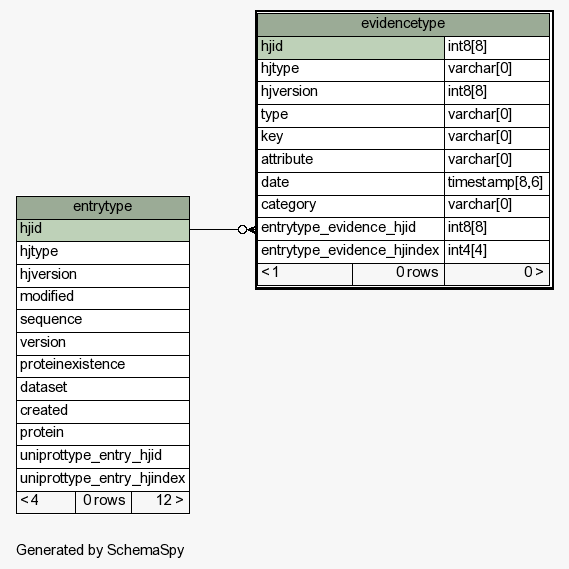 evidencetype
hjid int8[8]
hjtype varchar[0]
hjversion int8[8]
type varchar[0]
key varchar[0]
attribute varchar[0]
date timestamp[8,6]
category varchar[0]
entrytype_evidence_hjid int8[8]
entrytype_evidence_hjindex int4[4]
< 1 0 rows 0 >
entrytype
hjid
hjtype
hjversion
modified
sequence
version
proteinexistence
dataset
created
protein
uniprottype_entry_hjid
uniprottype_entry_hjindex
< 4 0 rows 12 >
Generated by SchemaSpy